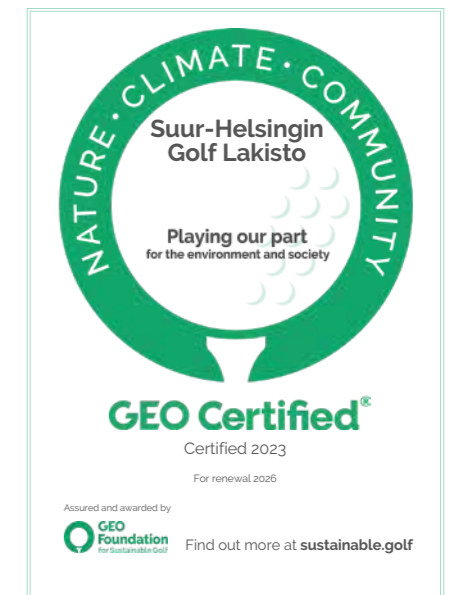 NATURE • CLIMATE • COMMUNITY
Suur-Helsingin
Golf Lakisto
Playing our part
for the environment and society
GEO Certified®
Certified 2023
For renewal 2026
Assured and awarded by
GEO
Foundation
for Sustainable Golf
Find out more at sustainable.golf